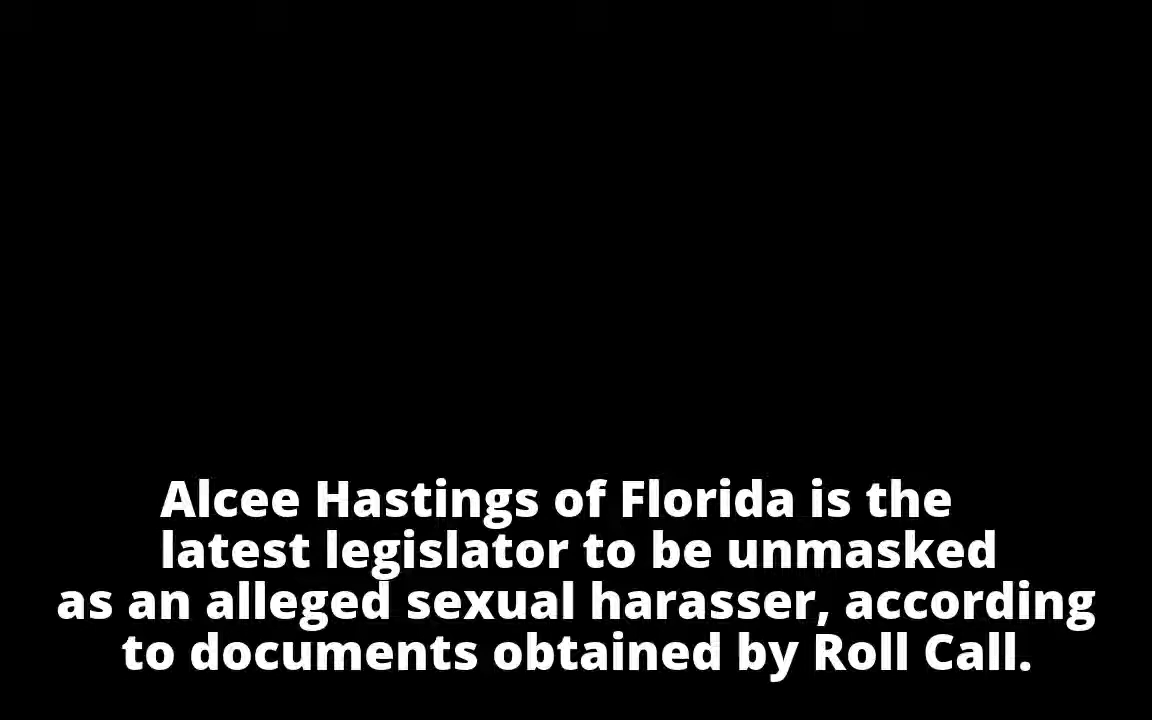 Alcee Hastings of Florida is the
latest legislator to be unmasked
as an alleged sexual harasser, according
to documents obtained by Roll Call.